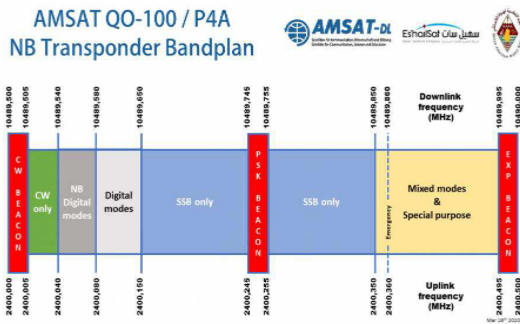 AMSAT QO-100 / P4A
NB Transponder Bandplan
AMSAT-DL
Es'hailSat سهيل سات
10489,500
10489,505
10489,540
10489,580
10489,650
10489,745
10489,755
10489,850
10489,860
10489,995
Downlink
frequency
(MHz)
CW BEACON
CW
only
NB
Digital
modes
Digital
modes
SSB only
PSK BEACON
SSB only
Emergency
Mixed modes
&
Special purpose
EXP BEACON
2400,000
2400,005
2400,040
2400,080
2400,150
2400,245
2400,255
2400,350
2400,360
2400,495
2400,500
Uplink
frequency
(MHz)